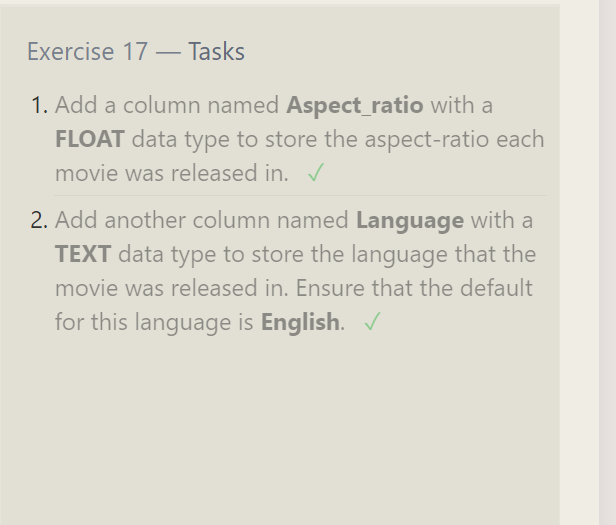 Exercise 17 — Tasks
1. Add a column named Aspect_ratio with a
FLOAT data type to store the aspect-ratio each
movie was released in. ✓
2. Add another column named Language with a
TEXT data type to store the language that the
movie was released in. Ensure that the default
for this language is English. ✓